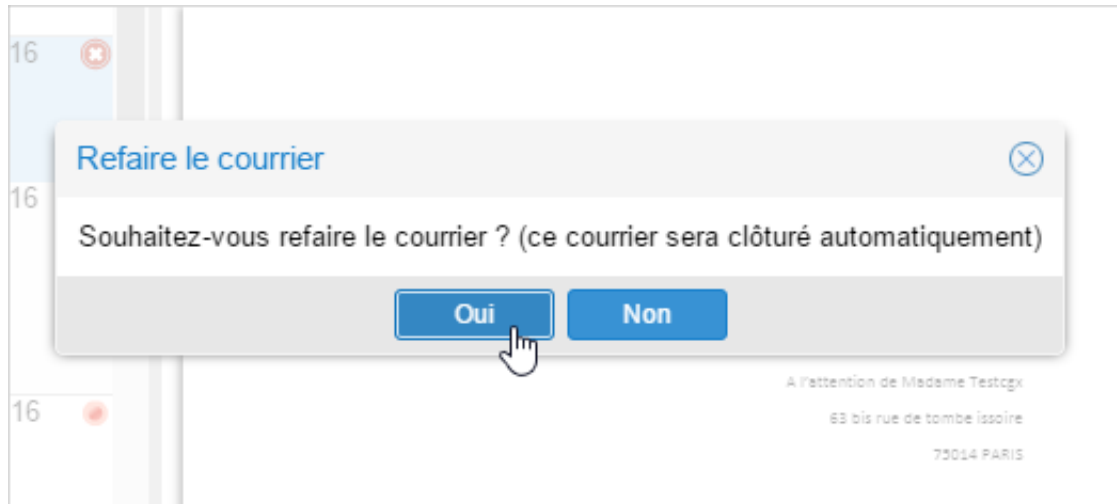 16
Refaire le courrier
16
Souhaitez-vous refaire le courrier ? (ce courrier sera clôturé automatiquement)
Oui Non
A l'attention de Madame Testcgx
16
63 bis rue de tombe issoire
75014 PARIS